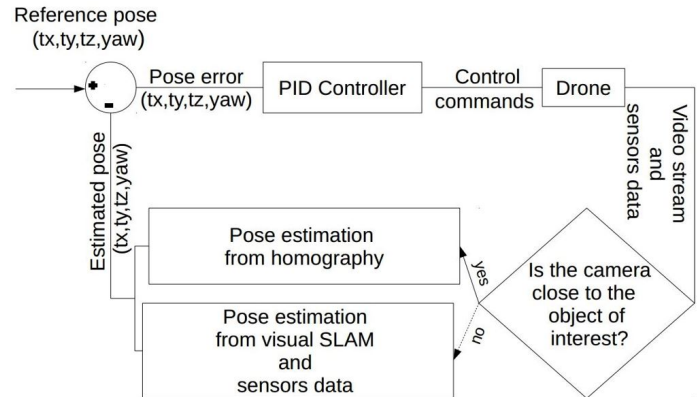 Reference pose
(tx,ty,tz,yaw)
+
-
Pose error
(tx,ty,tz,yaw)
PID Controller
Control
commands
Drone
Video stream
and
sensors data
Estimated pose
(tx,ty,tz,yaw)
Pose estimation
from homography
yes
Is the camera
close to the
object of
interest?
no
Pose estimation
from visual SLAM
and
sensors data